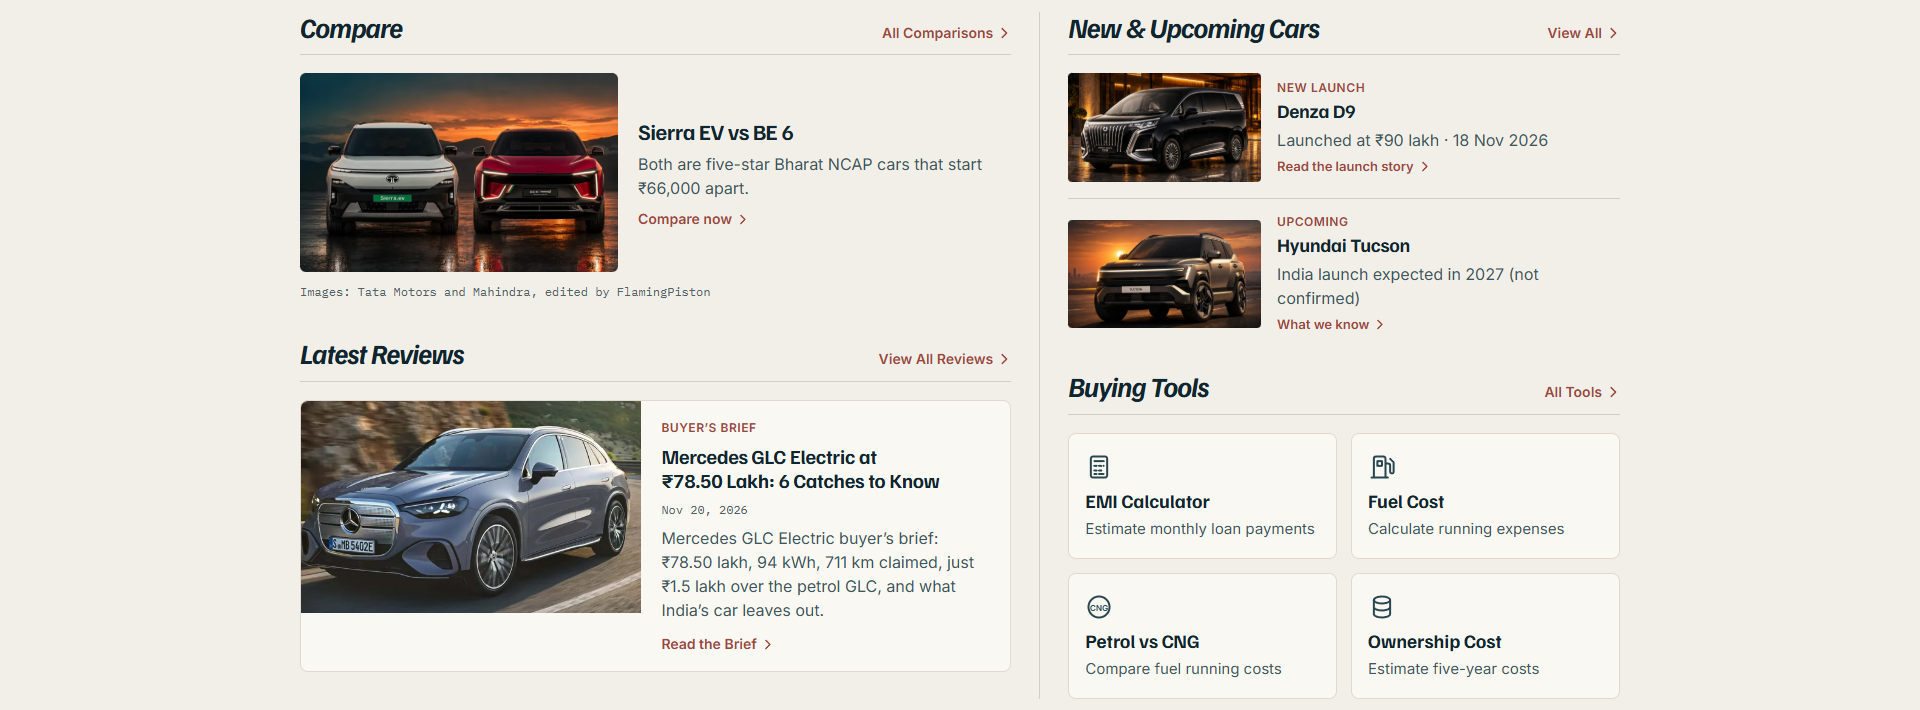 Compare
All Comparisons
Sierra.ev
Sierra EV vs BE 6
Both are five-star Bharat NCAP cars that start
₹66,000 apart.
Compare now
Images: Tata Motors and Mahindra, edited by FlamingPiston
Latest Reviews
View All Reviews
S MB 5402E
BUYER’S BRIEF
Mercedes GLC Electric at
₹78.50 Lakh: 6 Catches to Know
Nov 20, 2026
Mercedes GLC Electric buyer’s brief:
₹78.50 lakh, 94 kWh, 711 km claimed, just
₹1.5 lakh over the petrol GLC, and what
India’s car leaves out.
Read the Brief
New & Upcoming Cars
View All
NEW LAUNCH
Denza D9
Launched at ₹90 lakh · 18 Nov 2026
Read the launch story
UPCOMING
Hyundai Tucson
India launch expected in 2027 (not
confirmed)
What we know
Buying Tools
All Tools
EMI Calculator
Estimate monthly loan payments
Fuel Cost
Calculate running expenses
CNG
Petrol vs CNG
Compare fuel running costs
Ownership Cost
Estimate five-year costs